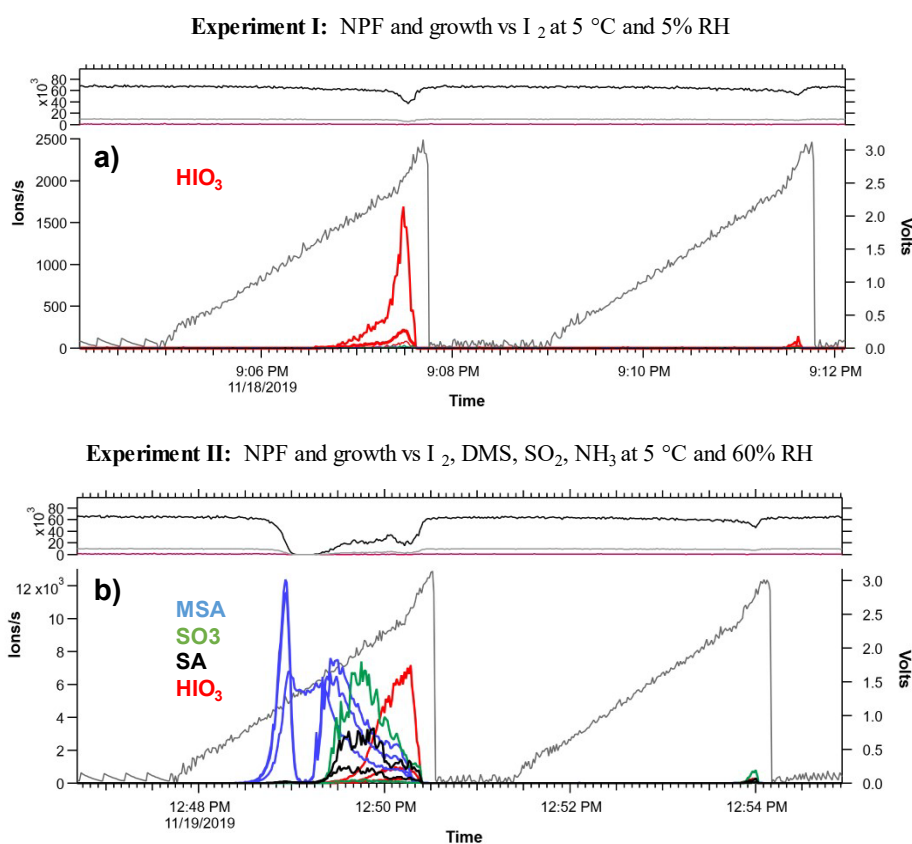 Experiment I: NPF and growth vs I 2 at 5 °C and 5% RH
80
60
40
20
0
x10³
a)
HIO₃
2500
2000
1500
1000
500
0
Ions/s
3.0
2.5
2.0
1.5
1.0
0.5
0.0
Volts
9:06 PM 9:08 PM 9:10 PM 9:12 PM
11/18/2019
Time
Experiment II: NPF and growth vs I 2, DMS, SO₂, NH₃ at 5 °C and 60% RH
80
60
40
20
0
x10³
b)
MSA
SO3
SA
HIO₃
12 x10³
10
8
6
4
2
0
Ions/s
3.0
2.5
2.0
1.5
1.0
0.5
0.0
Volts
12:48 PM 12:50 PM 12:52 PM 12:54 PM
11/19/2019
Time